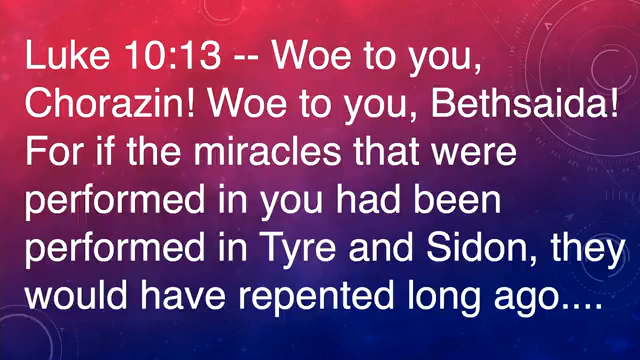 Luke 10:13 -- Woe to you,
Chorazin! Woe to you, Bethsaida!
For if the miracles that were
performed in you had been
performed in Tyre and Sidon, they
would have repented long ago....